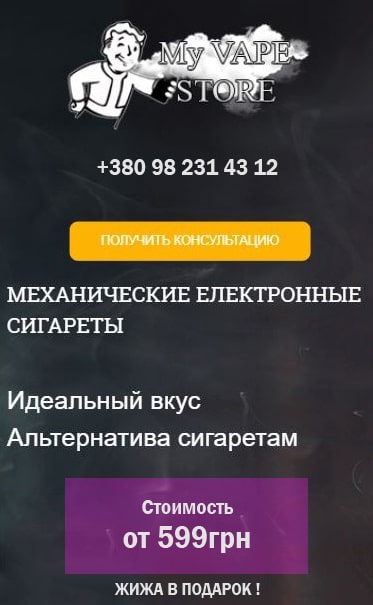 My VAPE
STORE
+380 98 231 43 12
ПОЛУЧИТЬ КОНСУЛЬТАЦИЮ
МЕХАНИЧЕСКИЕ ЕЛЕКТРОННЫЕ
СИГАРЕТЫ
Идеальный вкус
Альтернатива сигаретам
Стоимость
от 599грн
ЖИЖА В ПОДАРОК !